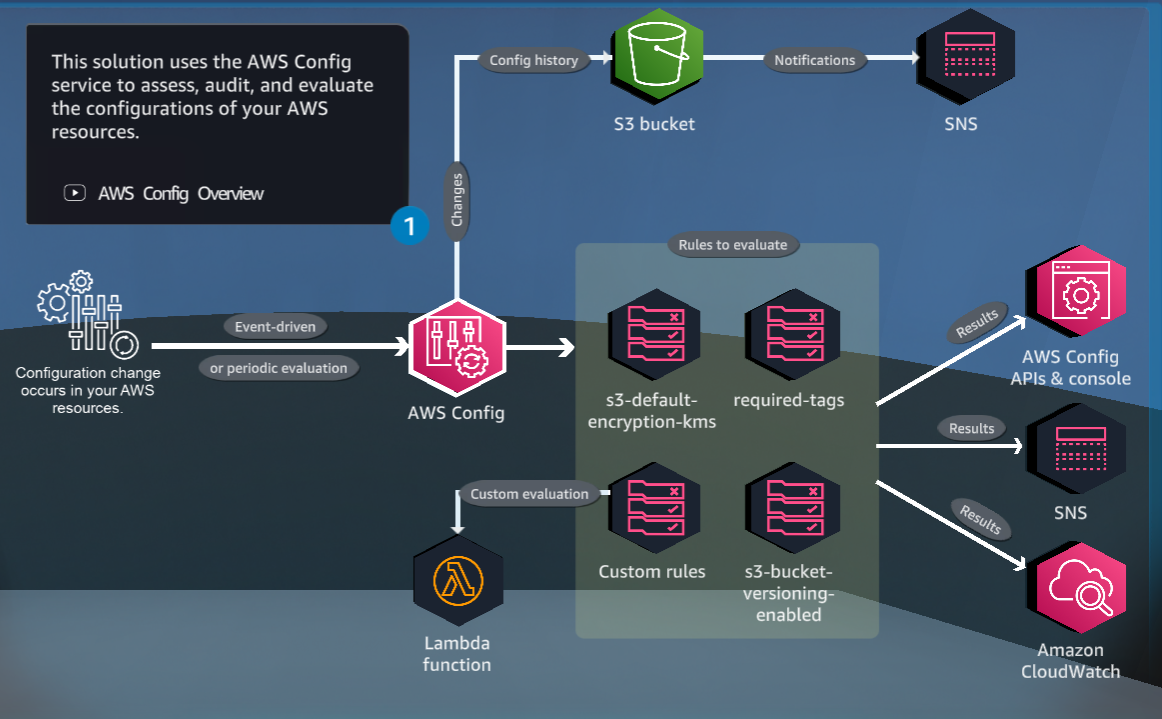 This solution uses the AWS Config
service to assess, audit, and evaluate
the configurations of your AWS
resources.
AWS Config Overview
1
Config history
S3 bucket
Notifications
SNS
Changes
Configuration change
occurs in your AWS
resources.
Event-driven
or periodic evaluation
AWS Config
Rules to evaluate
s3-default-
encryption-kms
required-tags
Custom evaluation
Lambda
function
Custom rules
s3-bucket-
versioning-
enabled
Results
AWS Config
APIs & console
Results
SNS
Results
Amazon
CloudWatch